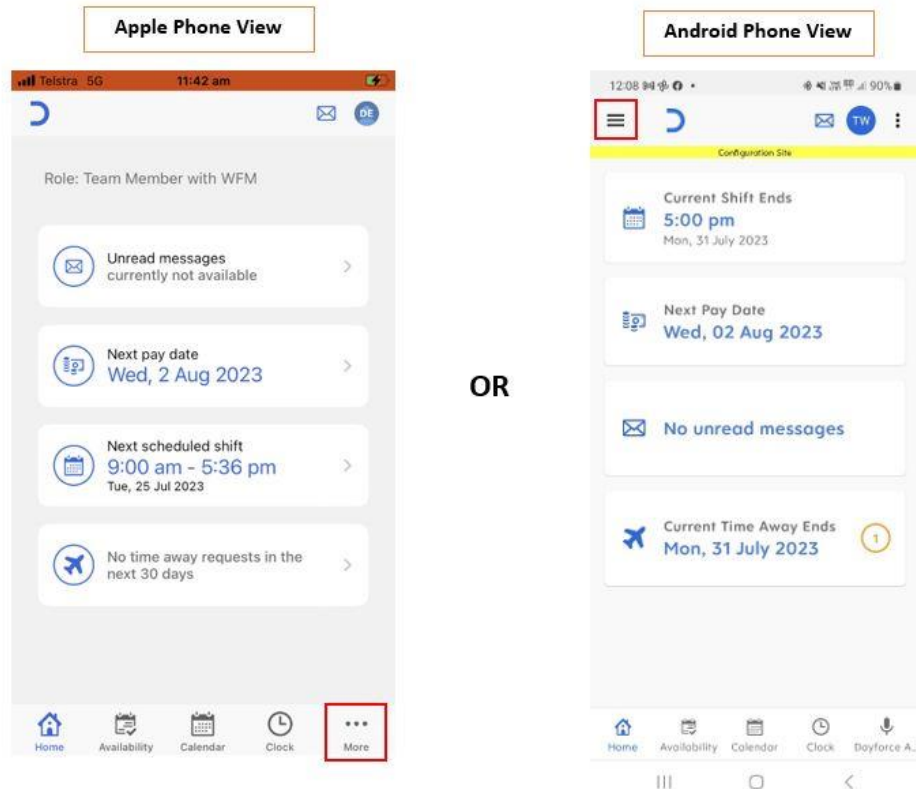 Apple Phone View
Telstra 5G 11:42 am
DE
Role: Team Member with WFM
Unread messages
currently not available
Next pay date
Wed, 2 Aug 2023
Next scheduled shift
9:00 am - 5:36 pm
Tue, 25 Jul 2023
No time away requests in the
next 30 days
Home Availability Calendar Clock More
OR
Android Phone View
12:08 90%
TW
Configuration Site
Current Shift Ends
5:00 pm
Mon, 31 July 2023
Next Pay Date
Wed, 02 Aug 2023
No unread messages
Current Time Away Ends
Mon, 31 July 2023
1
Home Availability Calendar Clock Dayforce A..